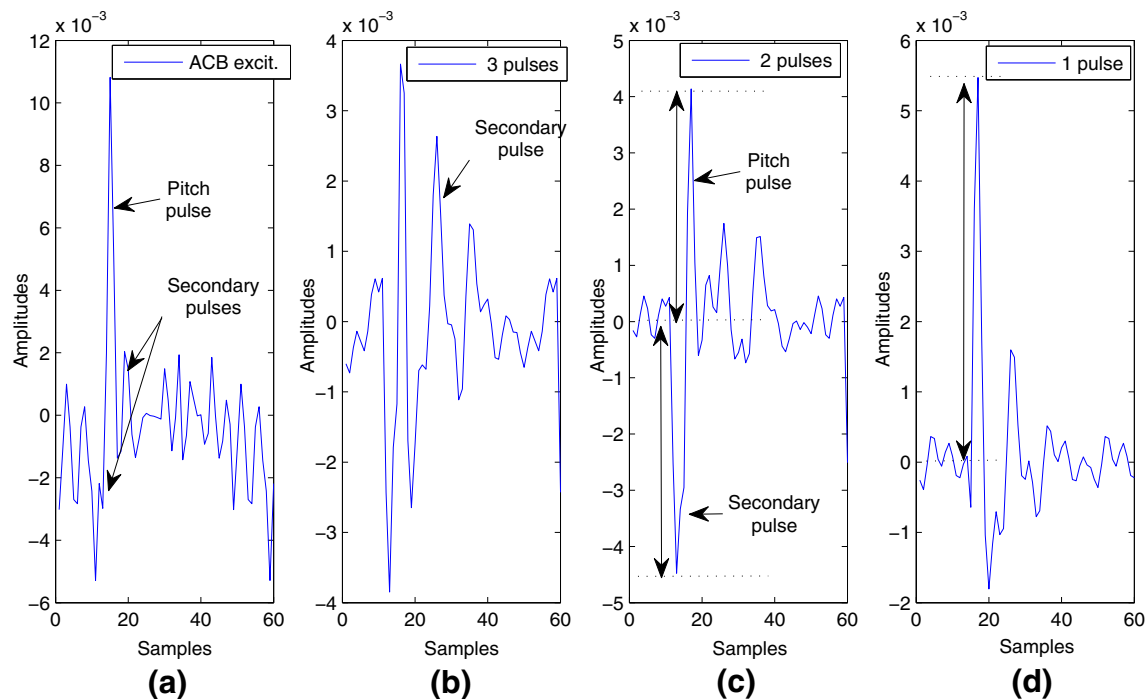 x 10⁻³
12
10
8
6
4
2
0
−2
−4
−6
0
20
40
60
Amplitudes
Samples
ACB excit.
Pitch
pulse
Secondary
pulses
(a)
x 10⁻³
4
3
2
1
0
−1
−2
−3
−4
0
20
40
60
Amplitudes
Samples
3 pulses
Secondary
pulse
(b)
x 10⁻³
5
4
3
2
1
0
−1
−2
−3
−4
−5
0
20
40
60
Amplitudes
Samples
2 pulses
Pitch
pulse
Secondary
pulse
(c)
x 10⁻³
6
5
4
3
2
1
0
−1
−2
0
20
40
60
Amplitudes
Samples
1 pulse
(d)